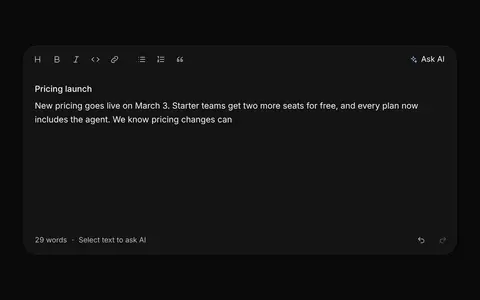 H B I Ask AI
Pricing launch
New pricing goes live on March 3. Starter teams get two more seats for free, and every plan now
includes the agent. We know pricing changes can
29 words · Select text to ask AI